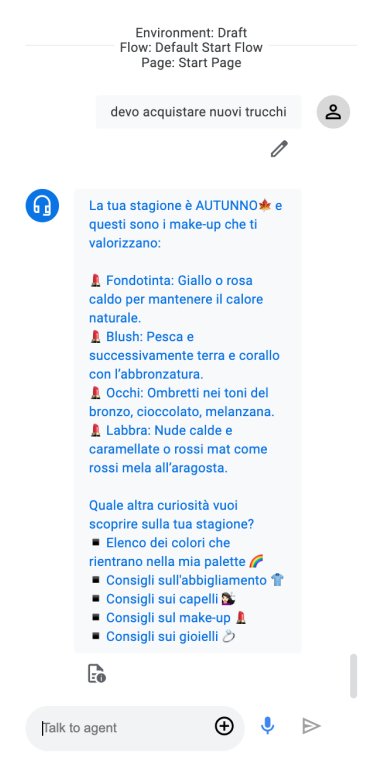 Environment: Draft
Flow: Default Start Flow
Page: Start Page
devo acquistare nuovi trucchi
La tua stagione è AUTUNNO🍁 e
questi sono i make-up che ti
valorizzano:
💄 Fondotinta: Giallo o rosa
caldo per mantenere il calore
naturale.
💄 Blush: Pesca e
successivamente terra e corallo
con l'abbronzatura.
💄 Occhi: Ombretti nei toni del
bronzo, cioccolato, melanzana.
💄 Labbra: Nude calde e
caramellate o rossi mat come
rossi mela all'aragosta.
Quale altra curiosità vuoi
scoprire sulla tua stagione?
▪️ Elenco dei colori che
rientrano nella mia palette 🌈
▪️ Consigli sull'abbigliamento 👕
▪️ Consigli sui capelli 💇🏻‍♀️
▪️ Consigli sul make-up 💄
▪️ Consigli sui gioielli 💍
Talk to agent